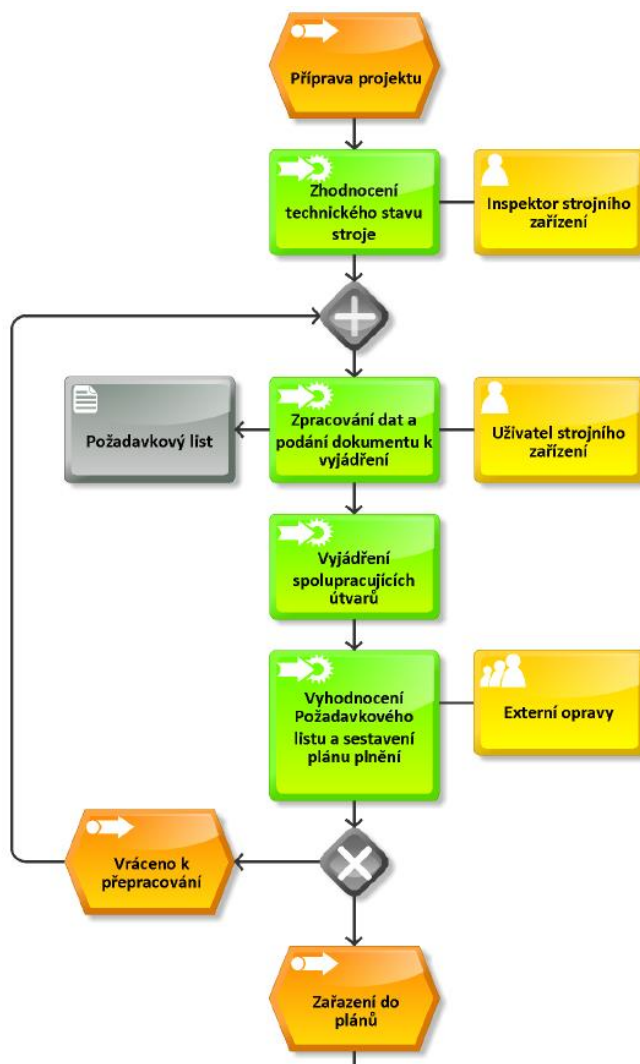 Příprava projektu
Zhodnocení
technického stavu
stroje
Inspektor strojního
zařízení
Požadavkový list
Zpracování dat a
podání dokumentu k
vyjádření
Uživatel strojního
zařízení
Vyjádření
spolupracujících
útvarů
Vyhodnocení
Požadavkového
listu a sestavení
plánu plnění
Externí opravy
Vráceno k
přepracování
Zařazení do
plánů